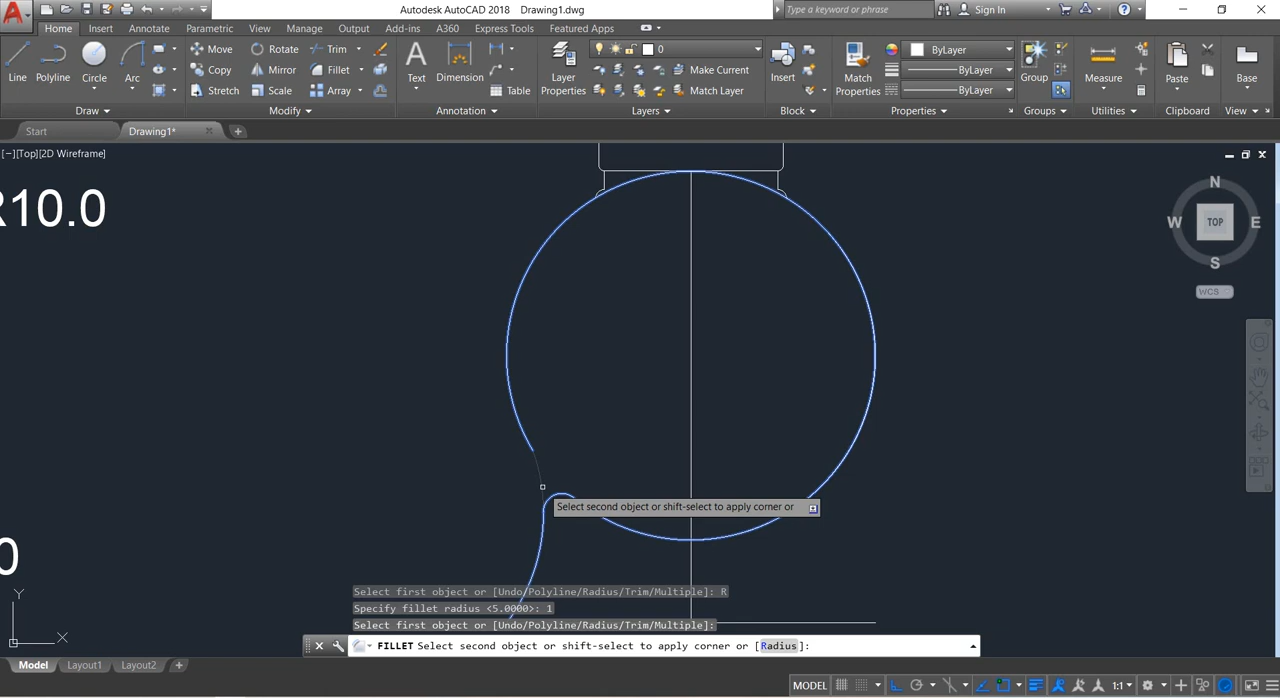 Autodesk AutoCAD 2018 Drawing1.dwg
Type a keyword or phrase
Sign In
Home Insert Annotate Parametric View Manage Output Add-ins A360 Express Tools Featured Apps
Line Polyline Circle Arc
Move Rotate Trim
Copy Mirror Fillet
Stretch Scale Array
Text Dimension
Table
Layer
Properties
0
Make Current
Match Layer
Insert
Match
Properties
ByLayer
ByLayer
ByLayer
Group
Measure
Paste
Base
Draw Modify Annotation Layers Block Properties Groups Utilities Clipboard View
Start Drawing1* +
[−][Top][2D Wireframe]
R10.0
N
W TOP E
S
WCS
Select second object or shift-select to apply corner or
0
Y
X
Select first object or [Undo/Polyline/Radius/Trim/Multiple]: R
Specify fillet radius <5.0000>: 1
Select first object or [Undo/Polyline/Radius/Trim/Multiple]:
FILLET Select second object or shift-select to apply corner or [Radius]:
Model Layout1 Layout2 +
MODEL 1:1